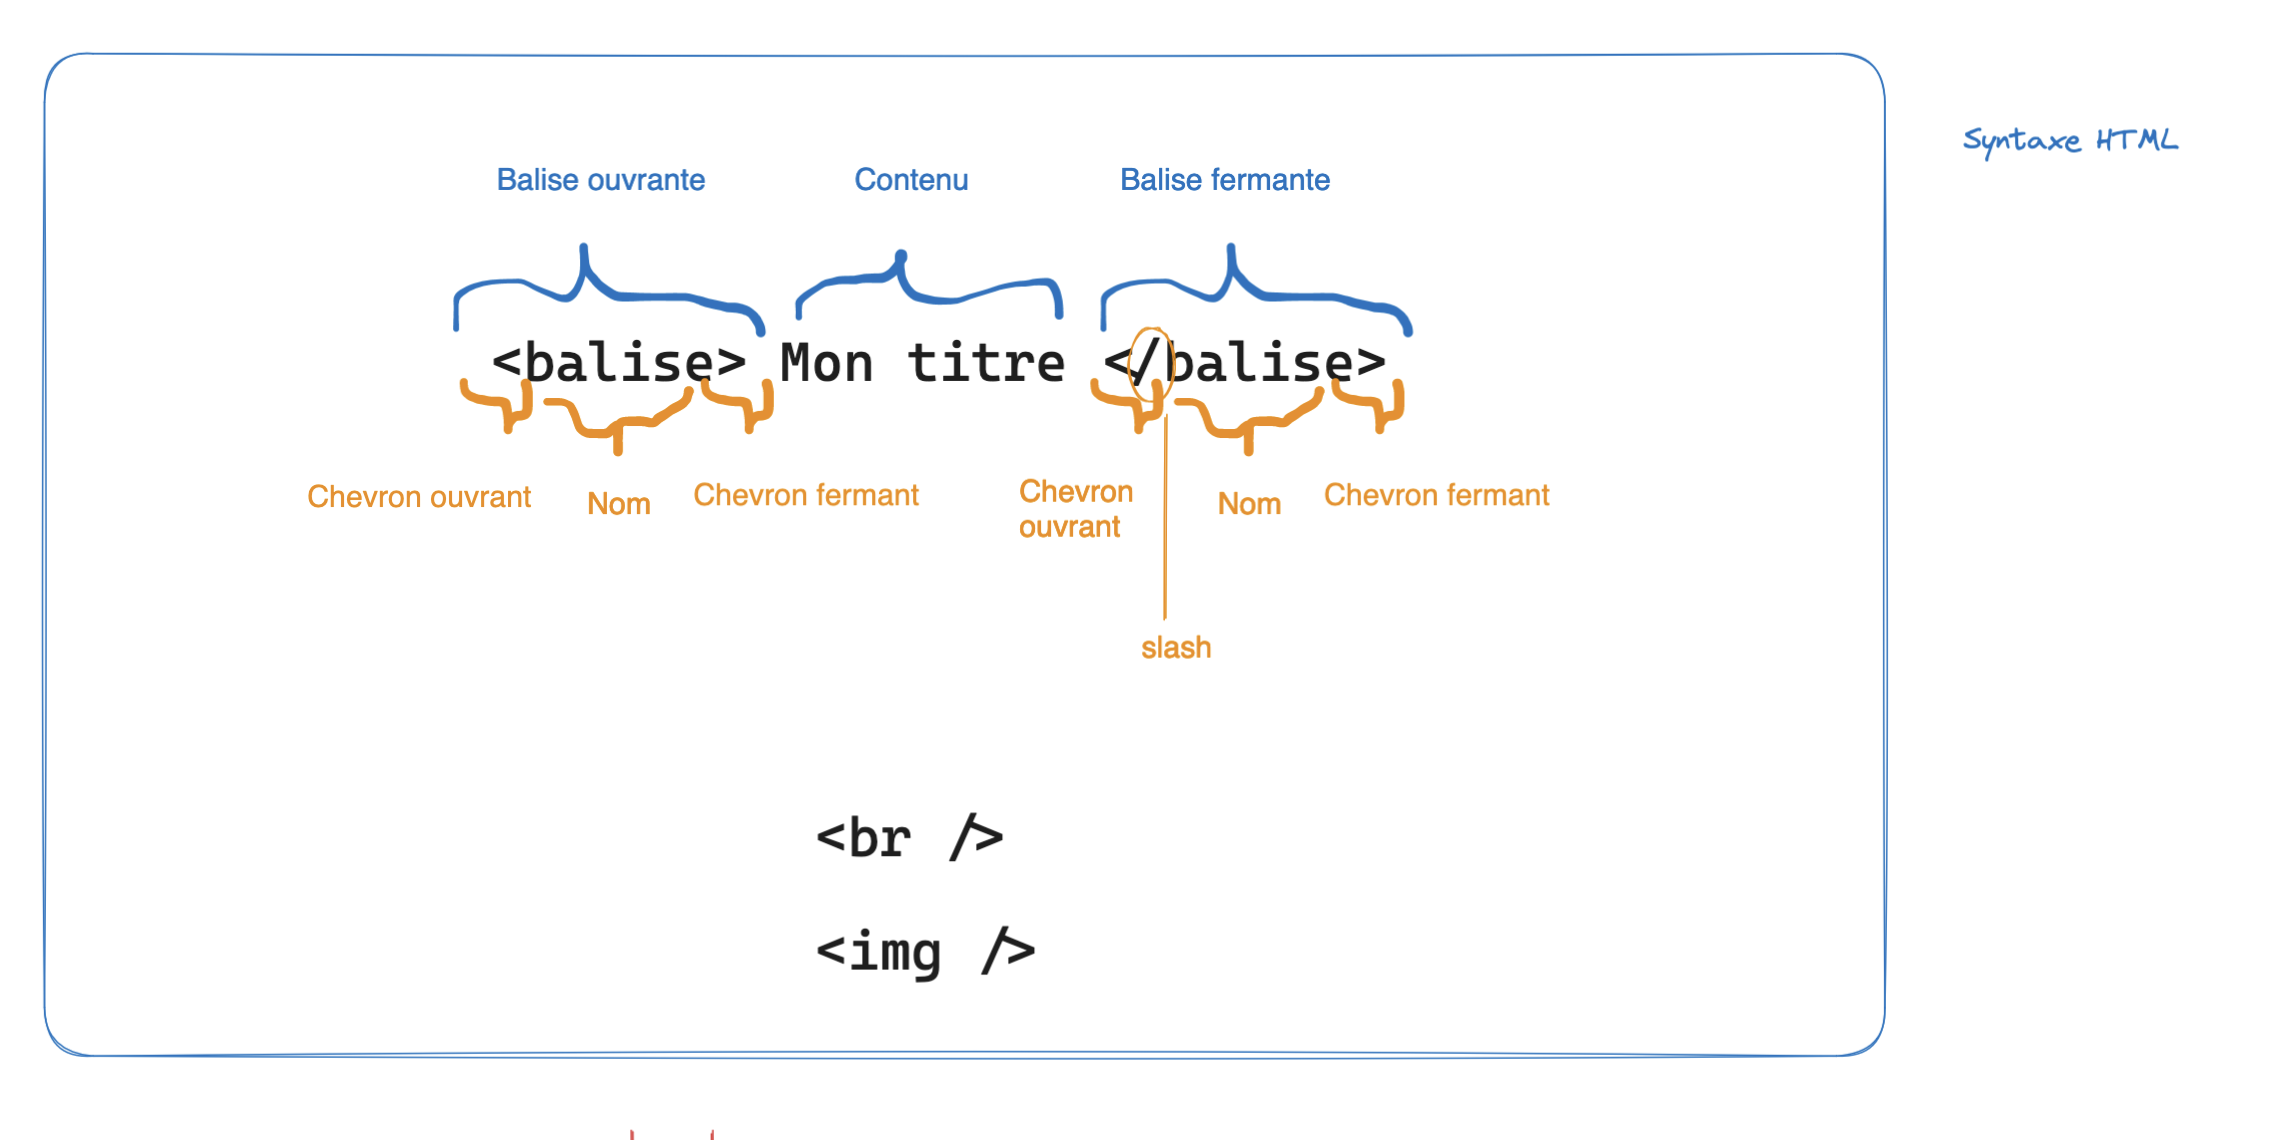 Syntaxe HTML
Balise ouvrante
Contenu
Balise fermante
<balise> Mon titre </balise>
Chevron ouvrant
Nom
Chevron fermant
Chevron
ouvrant
Nom
Chevron fermant
slash
<br />
<img />